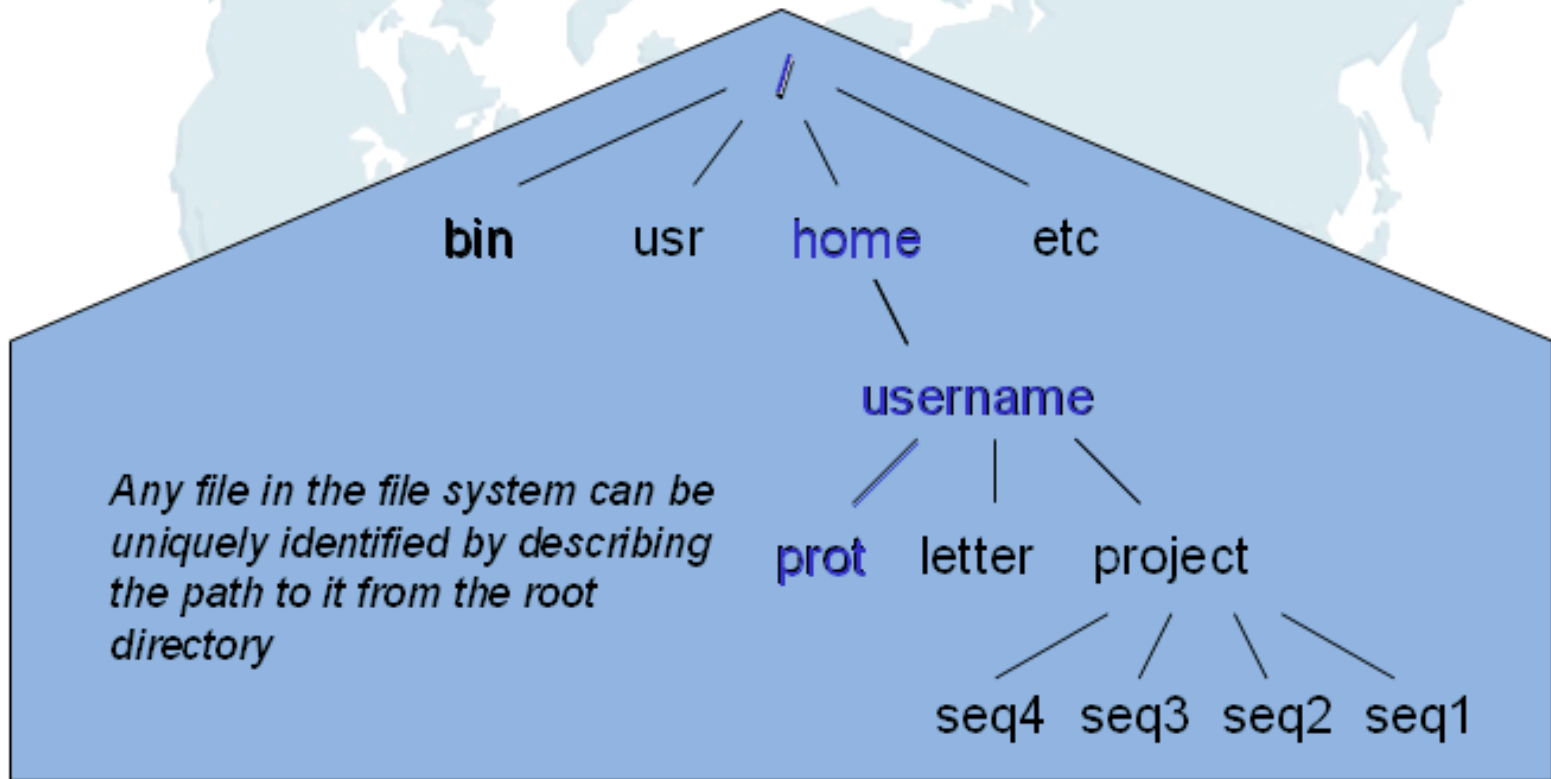 /
bin usr home etc
username
Any file in the file system can be
uniquely identified by describing
the path to it from the root
directory
prot letter project
seq4 seq3 seq2 seq1